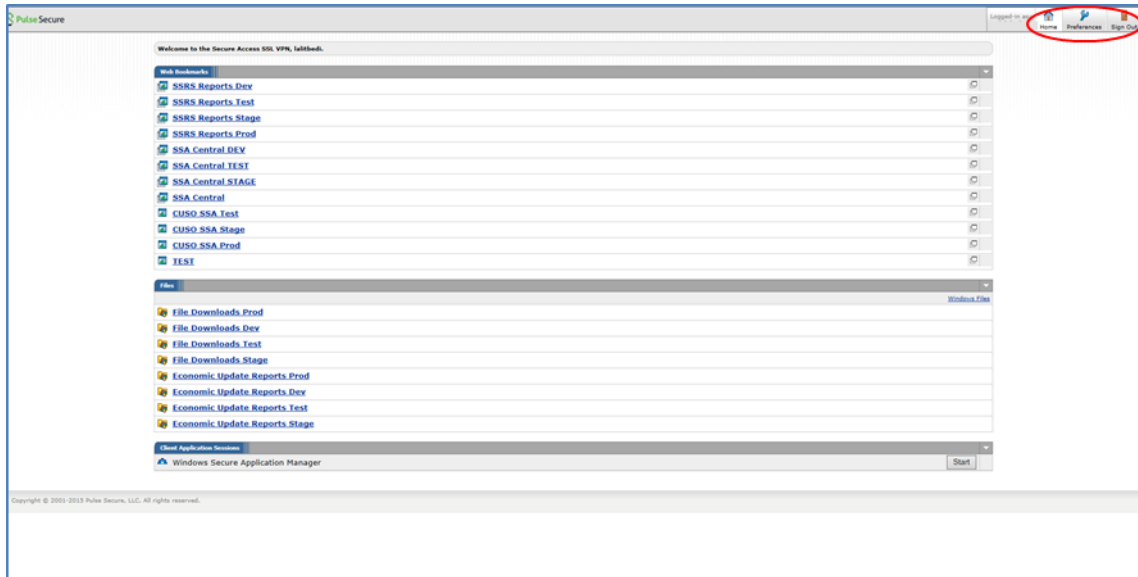 Pulse Secure
Logged-in as:
Home Preferences Sign Out
Welcome to the Secure Access SSL VPN, lalitbedi.
Web Bookmarks
SSRS Reports Dev
SSRS Reports Test
SSRS Reports Stage
SSRS Reports Prod
SSA Central DEV
SSA Central TEST
SSA Central STAGE
SSA Central
CUSO SSA Test
CUSO SSA Stage
CUSO SSA Prod
TEST
Files
Windows Files
File Downloads Prod
File Downloads Dev
File Downloads Test
File Downloads Stage
Economic Update Reports Prod
Economic Update Reports Dev
Economic Update Reports Test
Economic Update Reports Stage
Client Application Sessions
Windows Secure Application Manager
Start
Copyright © 2001-2015 Pulse Secure, LLC. All rights reserved.